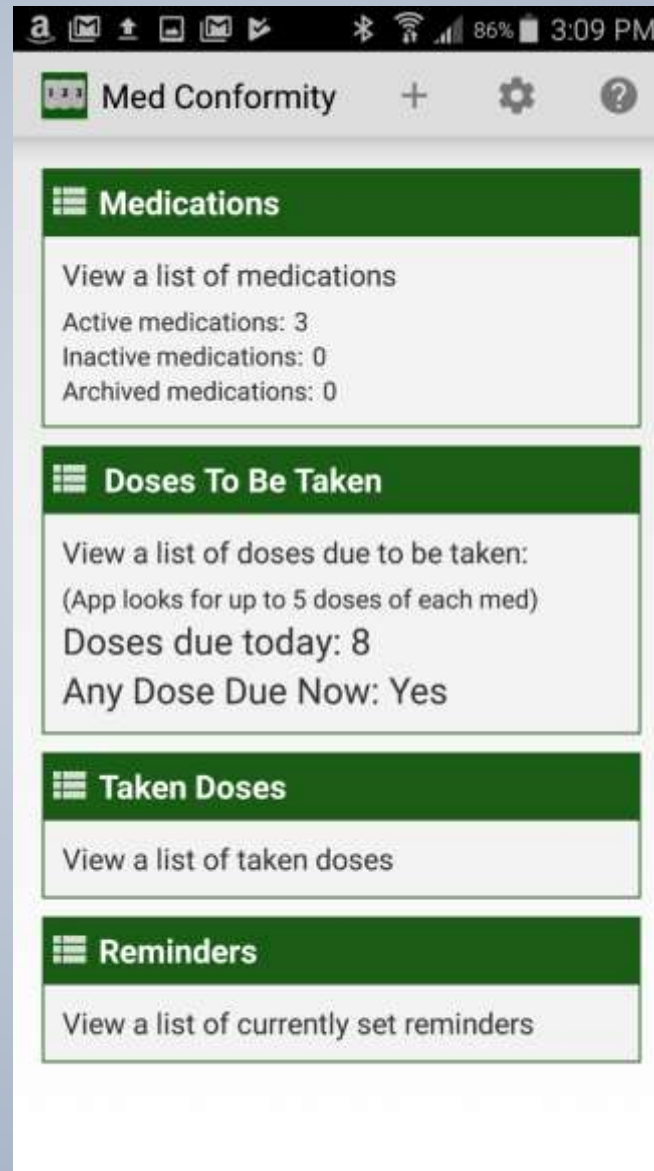 86% 3:09 PM
1 2 3 Med Conformity
Medications
View a list of medications
Active medications: 3
Inactive medications: 0
Archived medications: 0
Doses To Be Taken
View a list of doses due to be taken:
(App looks for up to 5 doses of each med)
Doses due today: 8
Any Dose Due Now: Yes
Taken Doses
View a list of taken doses
Reminders
View a list of currently set reminders